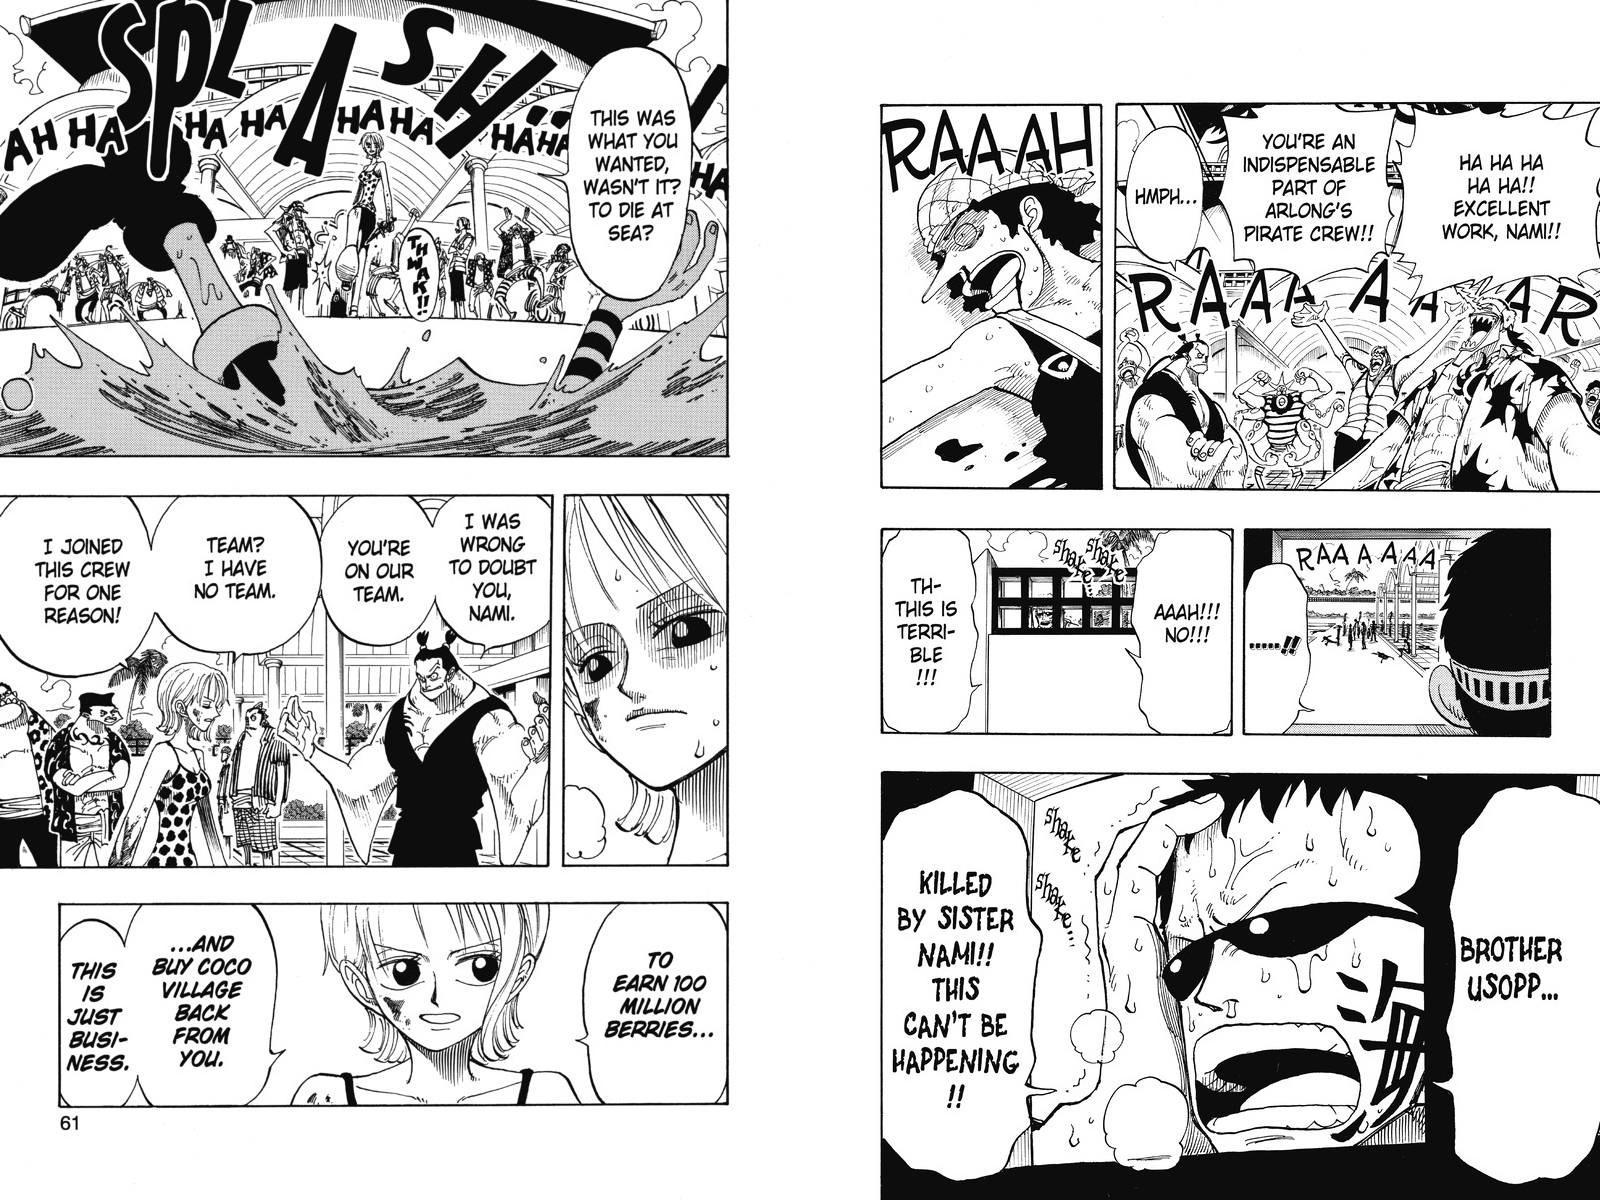 HA HA HA
HA HA!!
EXCELLENT
WORK, NAMI!!
YOU'RE AN
INDISPENSABLE
PART OF
ARLONG'S
PIRATE CREW!!
HMPH...
RAAAH AAAAR
RAAAAH
RAAAAAA
......!!
AAAH!!!
NO!!!
shake
shake
TH-
THIS IS
TERRI-
BLE
!!!
BROTHER
USOPP...
海
shake
shake...
KILLED
BY SISTER
NAMI!!
THIS
CAN'T BE
HAPPENING
!!
THIS WAS
WHAT YOU
WANTED,
WASN'T IT?
TO DIE AT
SEA?
SPLASH!!
AH HA HA HA HA HA HA HA HA
THWAK!!
I WAS
WRONG
TO DOUBT
YOU,
NAMI.
YOU'RE
ON OUR
TEAM.
TEAM?
I HAVE
NO TEAM.
I JOINED
THIS CREW
FOR ONE
REASON!
TO
EARN 100
MILLION
BERRIES...
...AND
BUY COCO
VILLAGE
BACK
FROM
YOU.
THIS
IS
JUST
BUSI-
NESS.
61